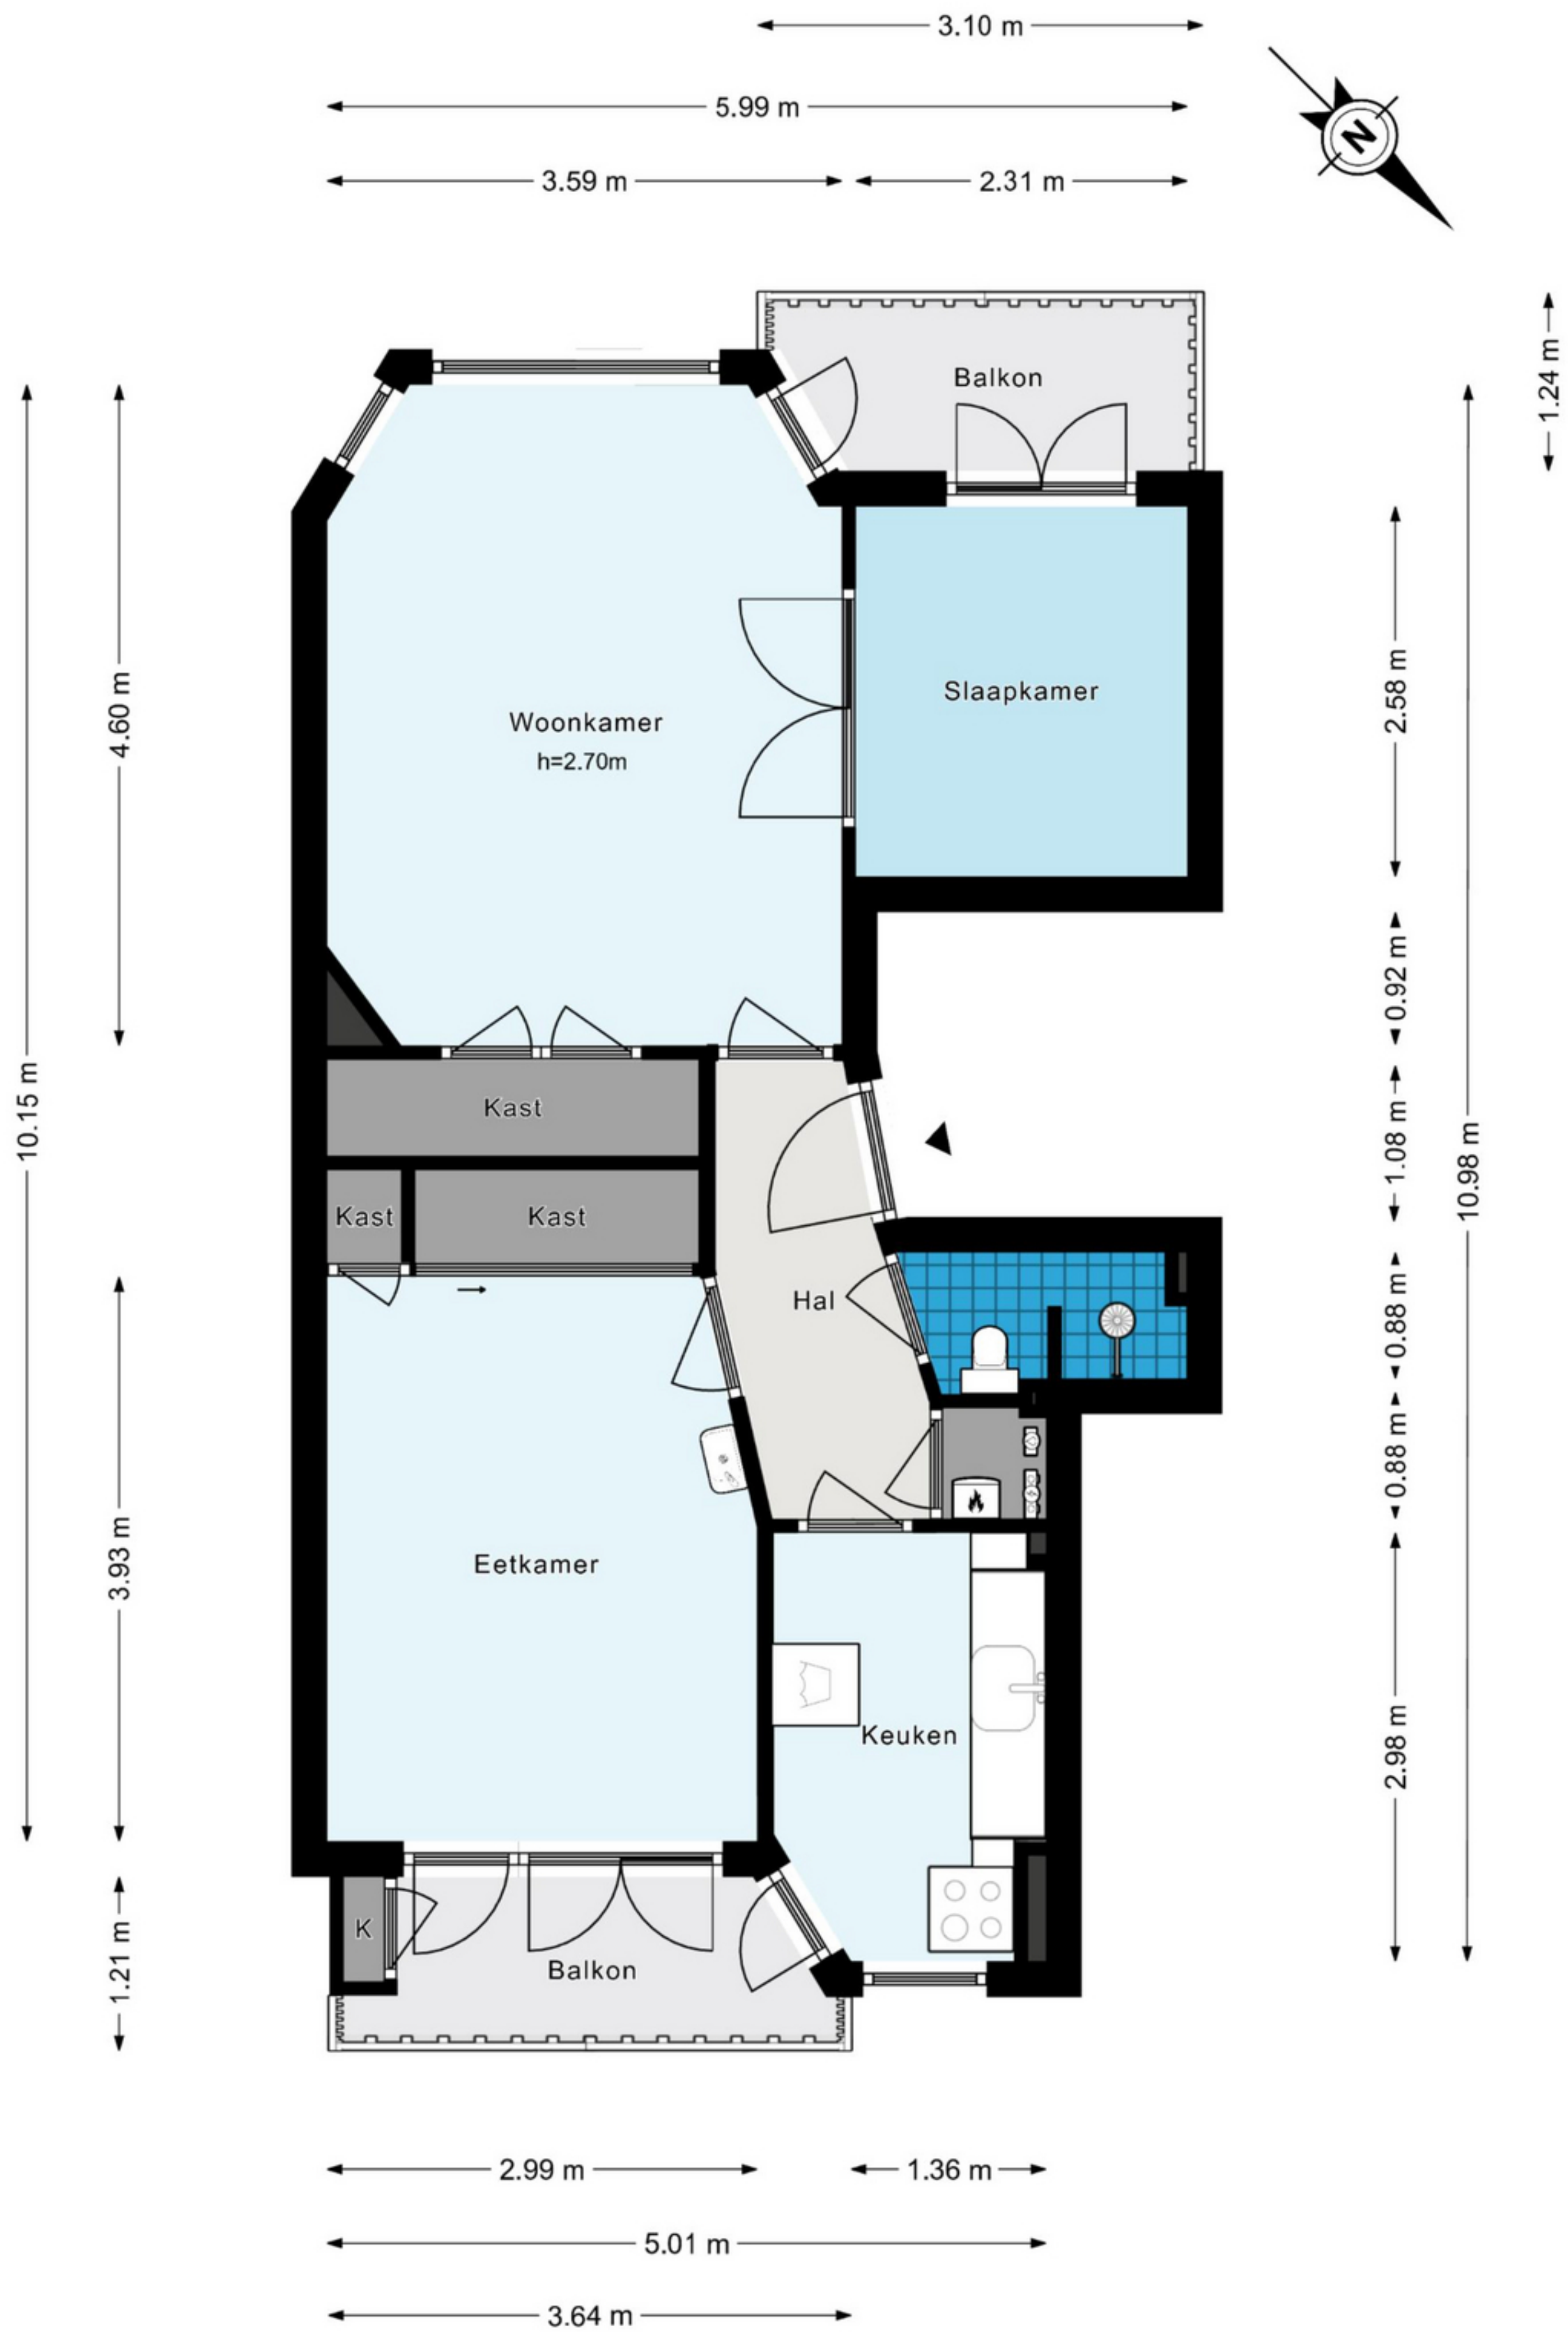 3.10 m
5.99 m
3.59 m
2.31 m
N
Balkon
1.24 m
Woonkamer
h=2.70m
Slaapkamer
4.60 m
2.58 m
10.15 m
0.92 m
Kast
1.08 m
10.98 m
Kast
Kast
Hal
0.88 m
0.88 m
Eetkamer
3.93 m
Keuken
2.98 m
K
Balkon
1.21 m
2.99 m
1.36 m
5.01 m
3.64 m